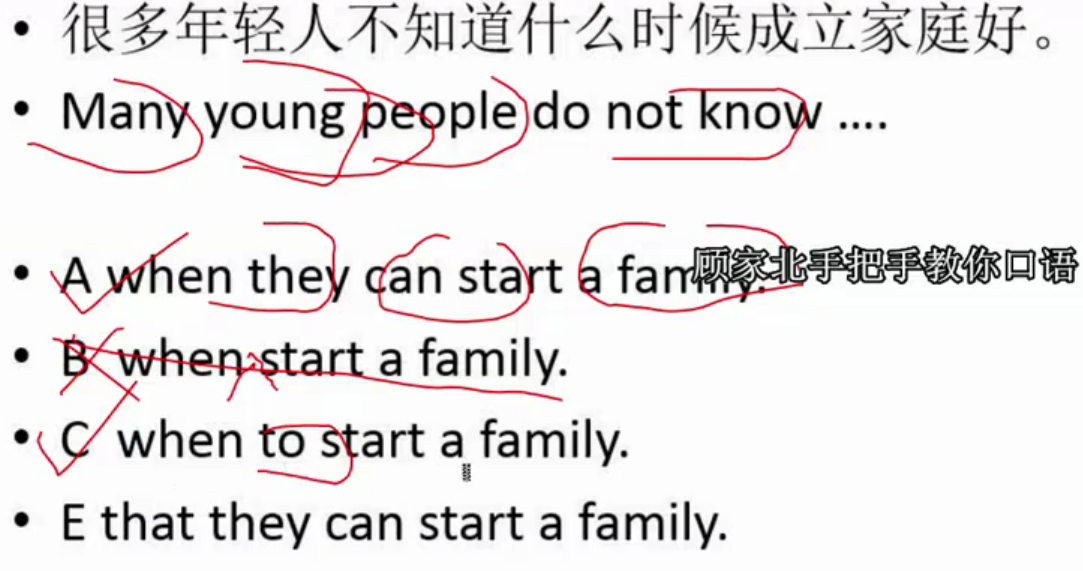 • 很多年轻人不知道什么时候成立家庭好。
• Many young people do not know ….
• A when they can start a family.
顾家北手把手教你口语
• B when start a family.
• C when to start a family.
• E that they can start a family.